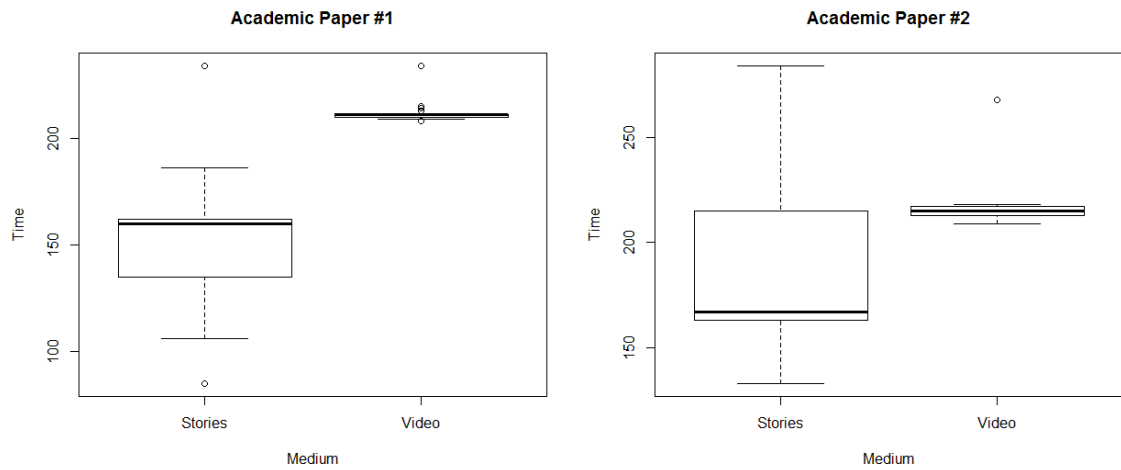 Academic Paper #1
200
150
100
Time
Stories
Video
Medium
Academic Paper #2
250
200
150
Time
Stories
Video
Medium